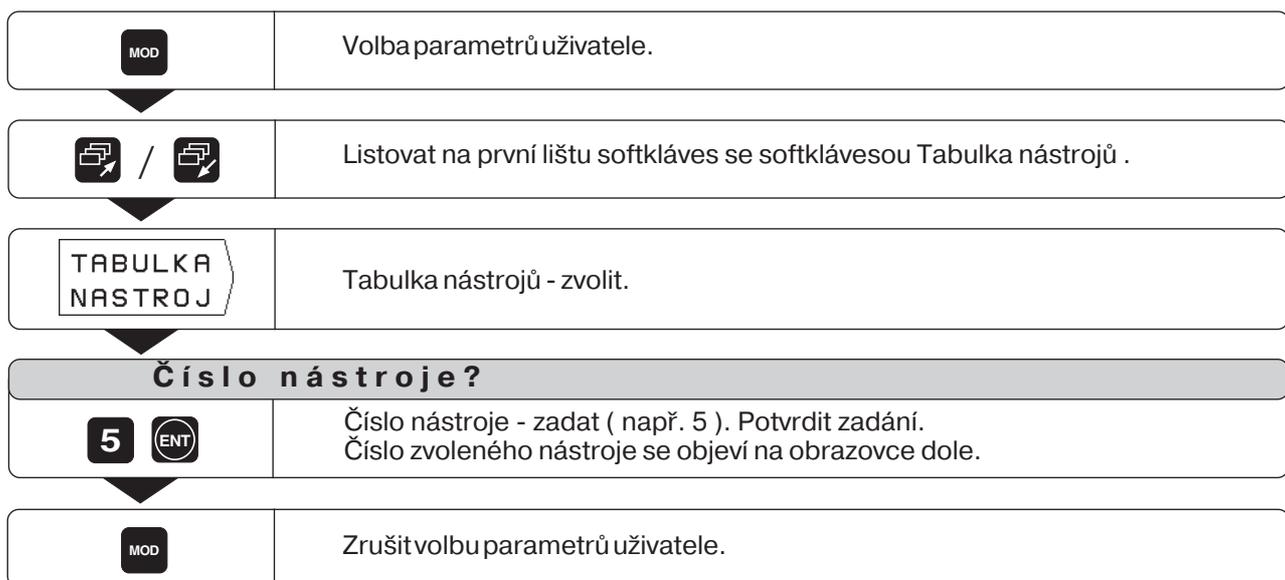 MOD
Volba parametrů uživatele.
/
Listovat na první lištu softkláves se softklávesou Tabulka nástrojů .
TABULKA
NASTROJ
Tabulka nástrojů - zvolit.
Číslo nástroje?
5 ENT
Číslo nástroje - zadat ( např. 5 ). Potvrdit zadání.
Číslo zvoleného nástroje se objeví na obrazovce dole.
MOD
Zrušit volbu parametrů uživatele.